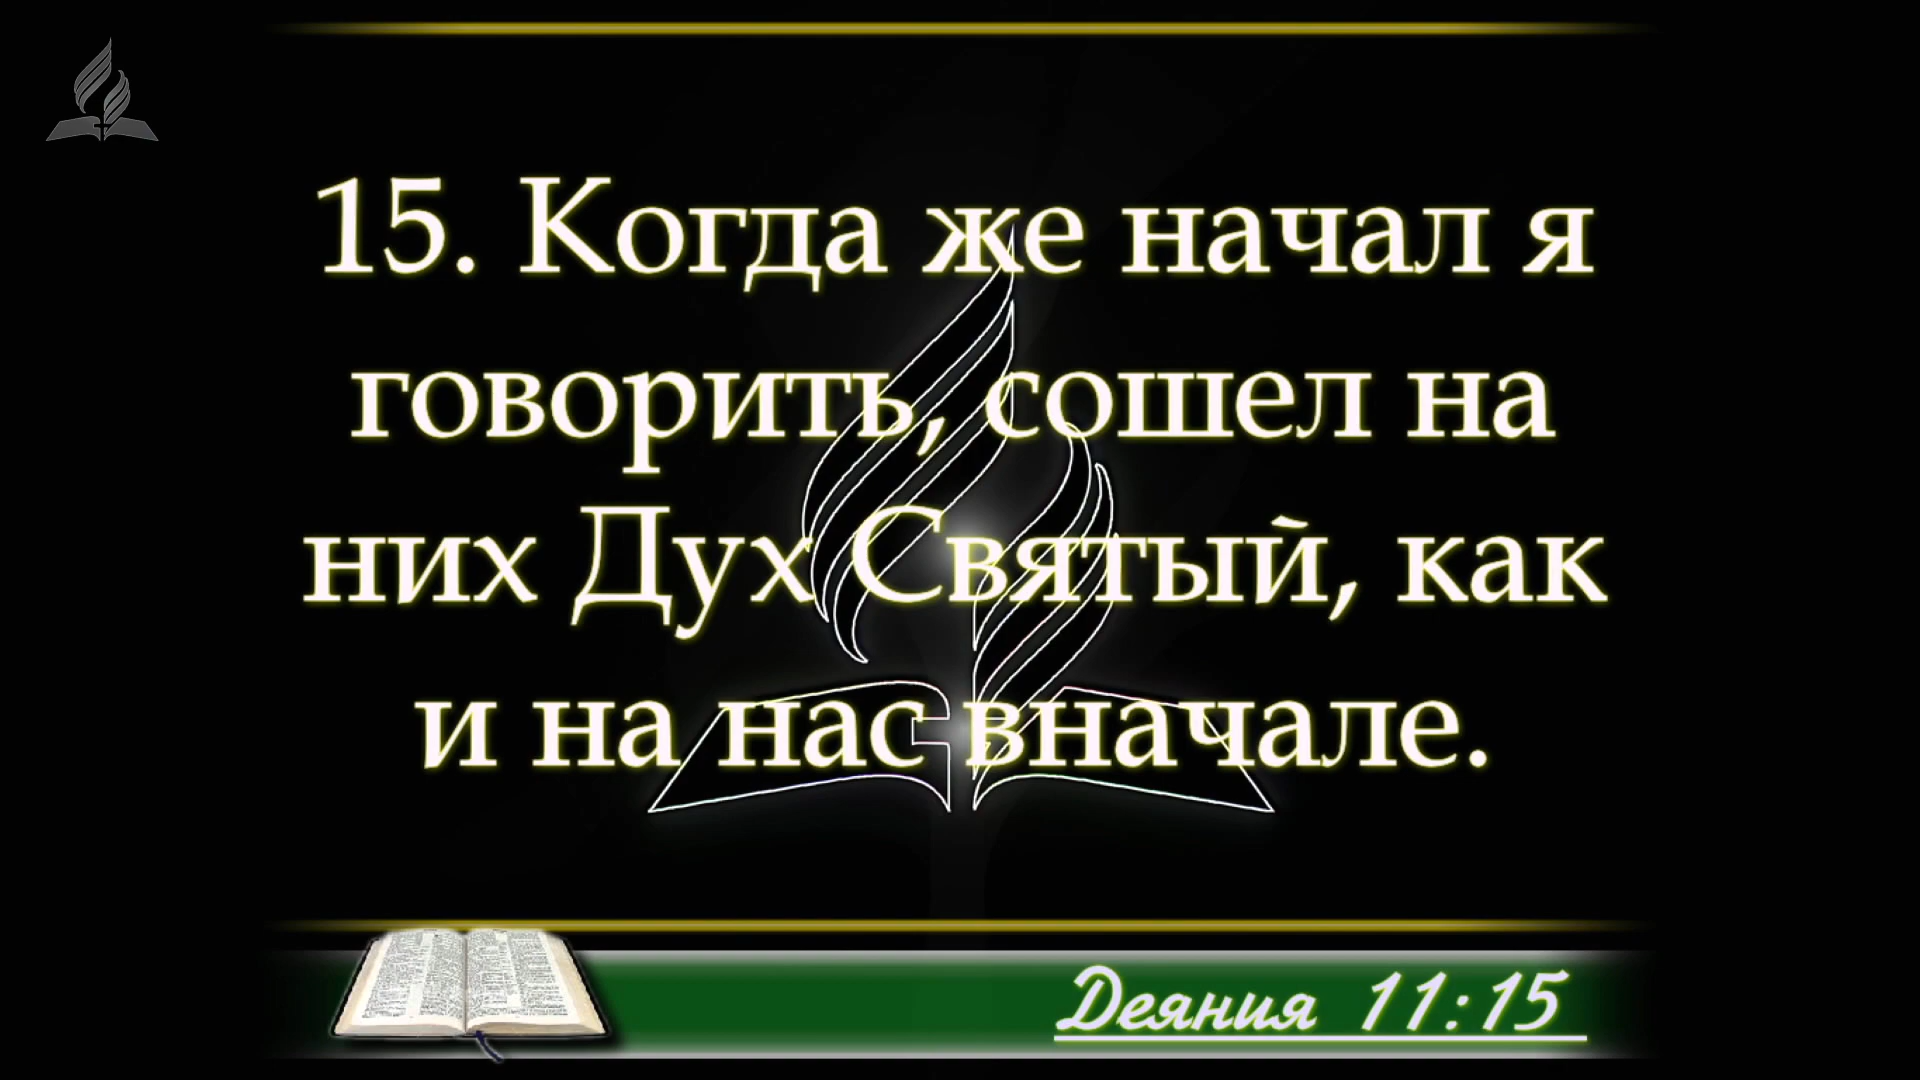 15. Когда же начал я
говорить, сошел на
них Дух Святый, как
и на нас вначале.
Деяния 11:15